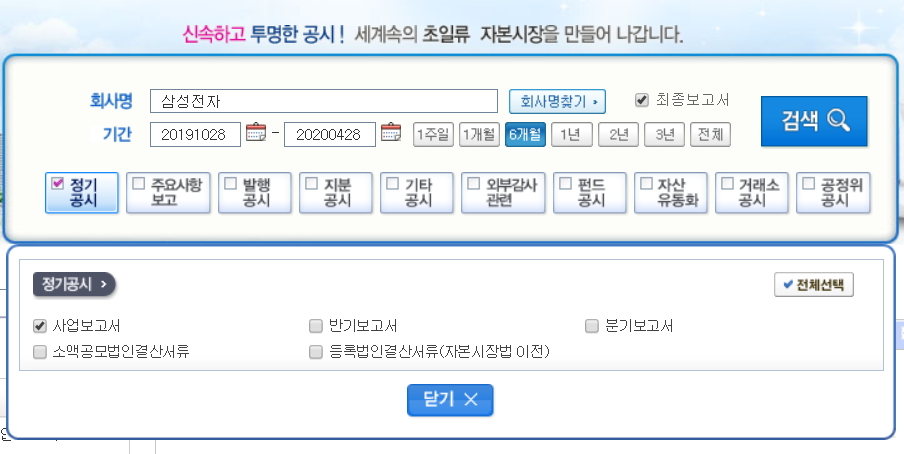 신속하고 투명한 공시! 세계속의 초일류 자본시장을 만들어 나갑니다.
회사명 삼성전자 회사명찾기 최종보고서
기간 20191028 - 20200428 1주일 1개월 6개월 1년 2년 3년 전체
검색
정기공시 주요사항보고 발행공시 지분공시 기타공시 외부감사관련 펀드공시 자산유동화 거래소공시 공정위공시
정기공시 전체선택
사업보고서 반기보고서 분기보고서
소액공모법인결산서류 등록법인결산서류(자본시장법 이전)
닫기